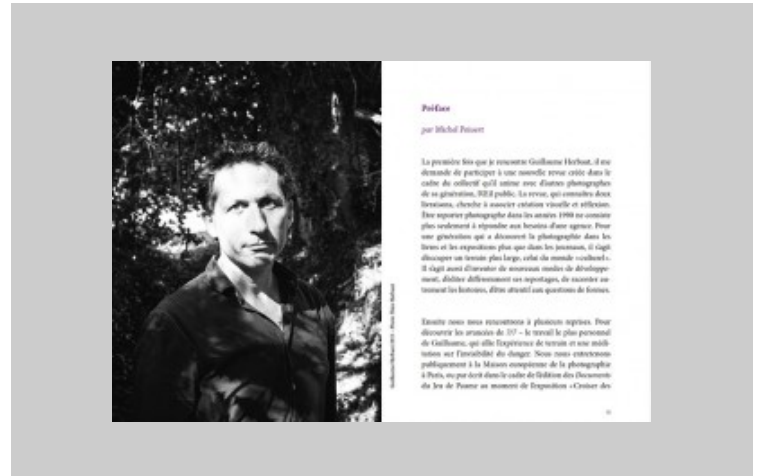 Préface
par Michel Poivert
La première fois que je rencontre Guillaume Herbaut, il me
demande de participer à une nouvelle revue créée dans le
cadre du collectif qu'il anime avec d'autres photographes
de sa génération, l'Œil public. La revue, qui connaîtra deux
livraisons, cherche à associer création visuelle et réflexion.
Être reporter photographe dans les années 1990 ne consiste
plus seulement à répondre aux besoins d'une agence. Pour
une génération qui a découvert la photographie dans les
livres et les expositions plus que dans les journaux, il s'agit
d'occuper un terrain plus large, celui du monde «culturel».
Il s'agit aussi d'inventer de nouveaux modes de développe-
ment, d'éditer différemment ses reportages, de raconter au-
trement les histoires, d'être attentif aux questions de formes.
Ensuite nous nous rencontrons à plusieurs reprises. Pour
découvrir les avancées de 7/7 – le travail le plus personnel
de Guillaume, qui allie l'expérience de terrain et une médi-
tation sur l'invisibilité du danger. Nous nous entretenons
publiquement à la Maison européenne de la photographie
à Paris, ou par écrit dans le cadre de l'édition des Documents
du Jeu de Paume au moment de l'exposition «Croiser des
Guillaume Herbaut